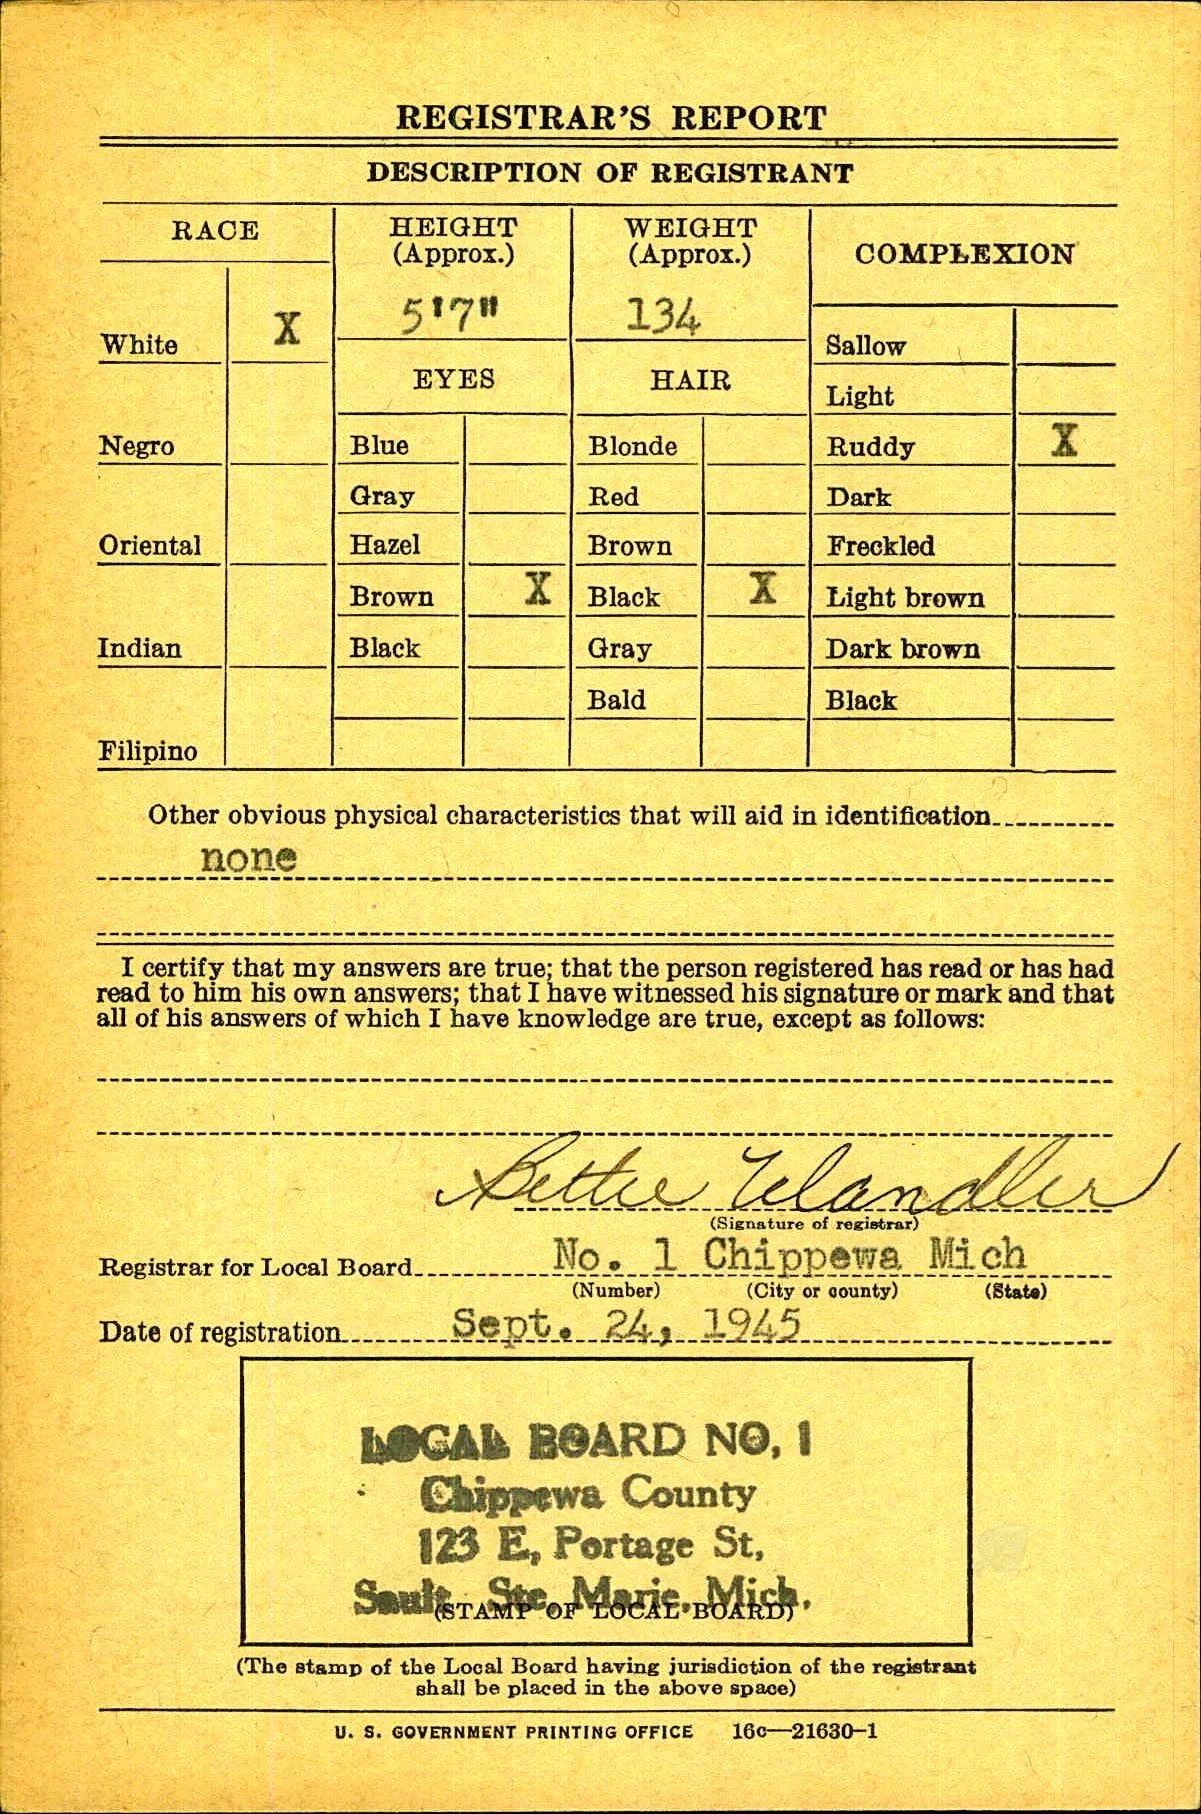 REGISTRAR'S REPORT
DESCRIPTION OF REGISTRANT
RACE
HEIGHT
(Approx.)
WEIGHT
(Approx.)
COMPLEXION
5'7"
134
White X
Sallow
EYES
HAIR
Light
Negro
Blue
Blonde
Ruddy X
Gray
Red
Dark
Oriental
Hazel
Brown
Freckled
Brown X
Black X
Light brown
Indian
Black
Gray
Dark brown
Bald
Black
Filipino
Other obvious physical characteristics that will aid in identification
none
I certify that my answers are true; that the person registered has read or has had
read to him his own answers; that I have witnessed his signature or mark and that
all of his answers of which I have knowledge are true, except as follows:
Bettie Wandler
(Signature of registrar)
Registrar for Local Board No. 1 Chippewa Mich
(Number) (City or county) (State)
Date of registration Sept. 24, 1945
LOCAL BOARD NO, 1
Chippewa County
123 E, Portage St,
Sault Ste, Marie, Mich,
(STAMP OF LOCAL BOARD)
(The stamp of the Local Board having jurisdiction of the registrant
shall be placed in the above space)
U. S. GOVERNMENT PRINTING OFFICE 16c—21630-1